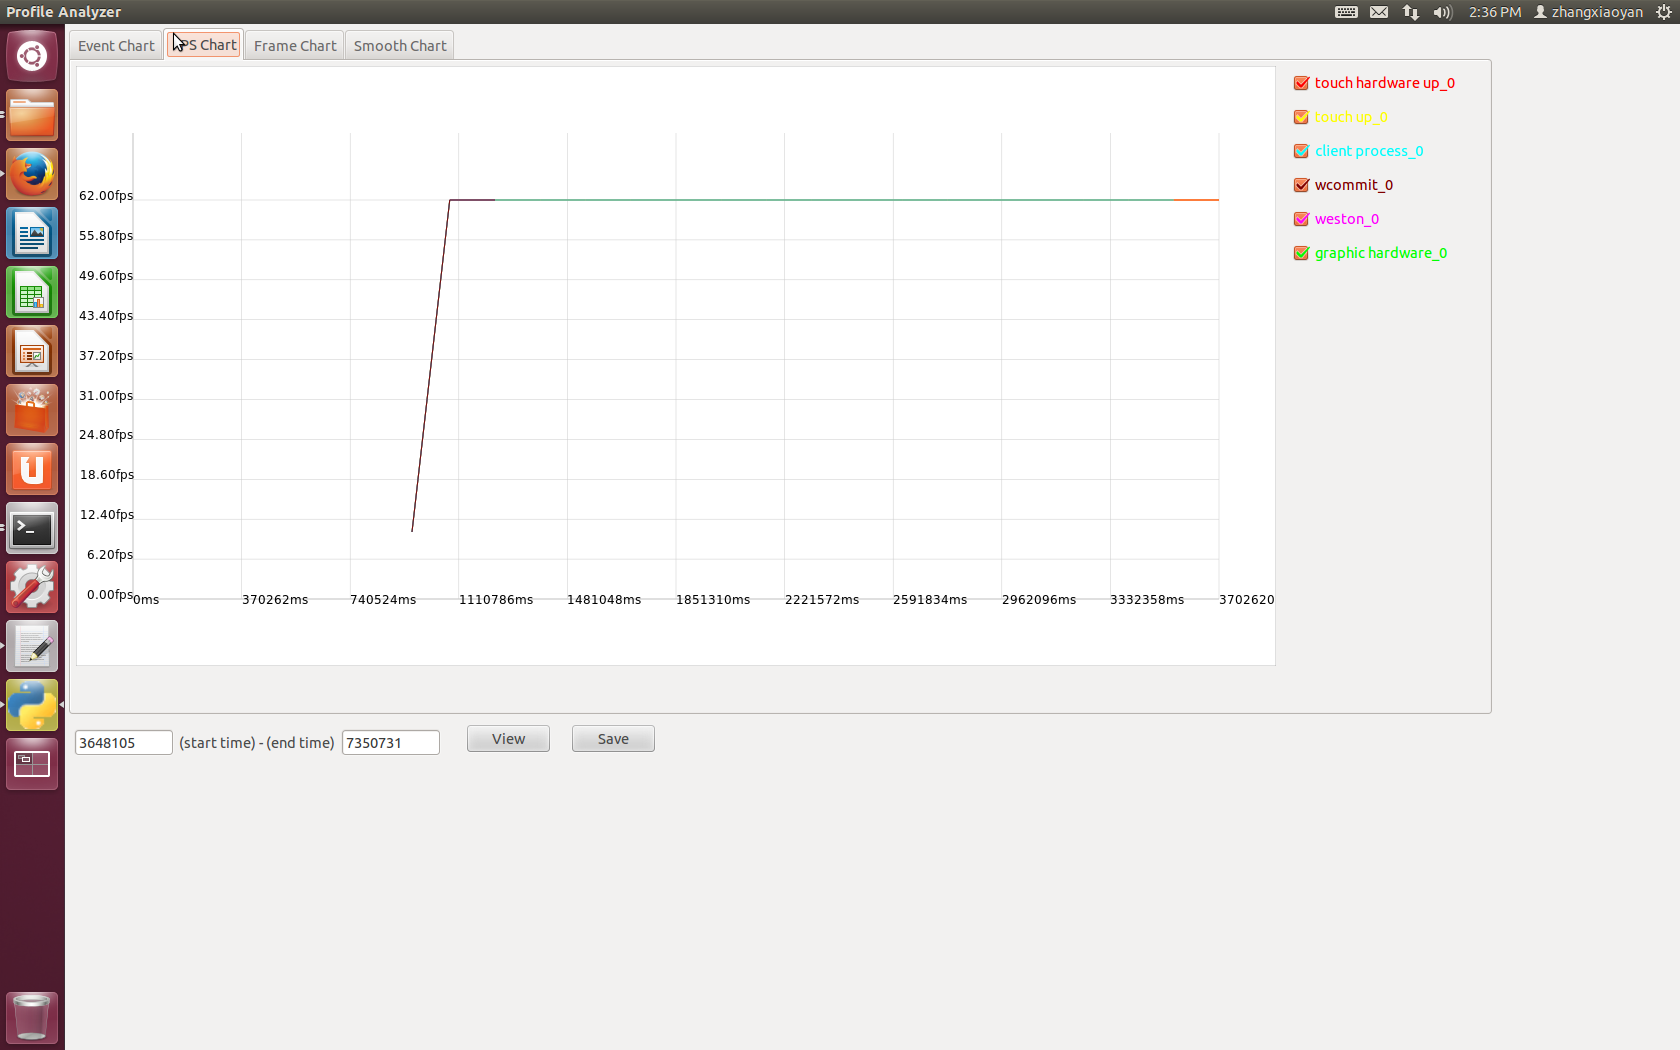 Profile Analyzer
2:36 PM zhangxiaoyan
Event Chart PS Chart Frame Chart Smooth Chart
touch hardware up_0
touch up_0
client process_0
wcommit_0
weston_0
graphic hardware_0
62.00fps
55.80fps
49.60fps
43.40fps
37.20fps
31.00fps
24.80fps
18.60fps
12.40fps
6.20fps
0.00fps
0ms 370262ms 740524ms 1110786ms 1481048ms 1851310ms 2221572ms 2591834ms 2962096ms 3332358ms 3702620
3648105 (start time) - (end time) 7350731 View Save